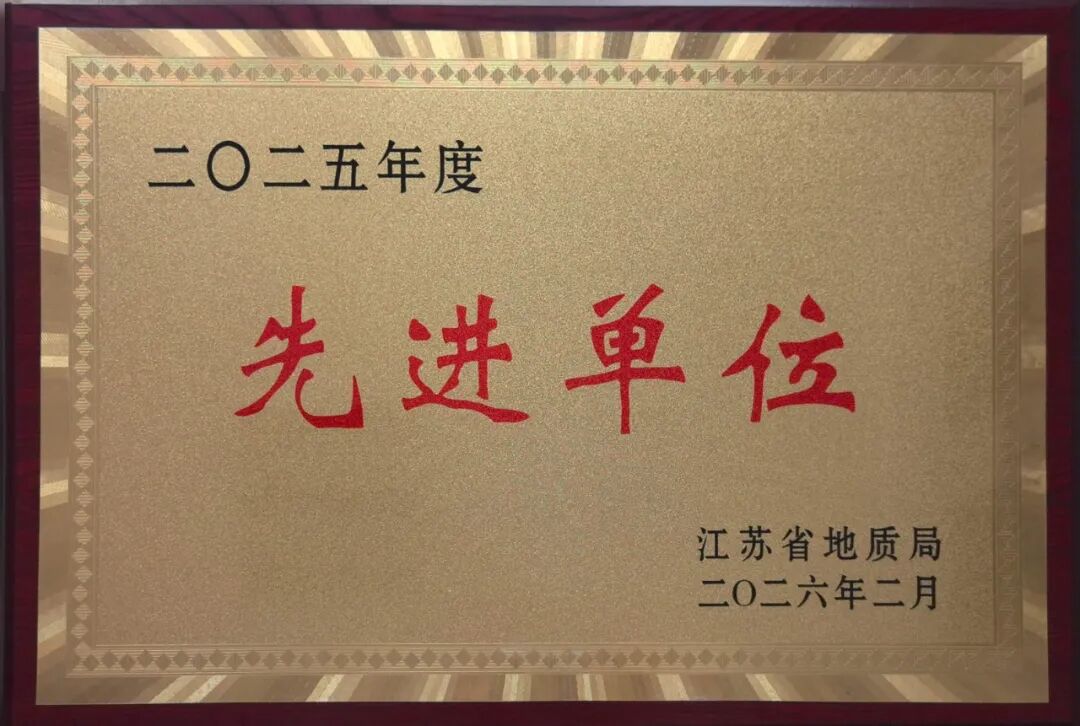 二〇二五年度
先进单位
江苏省地质局
二〇二六年二月